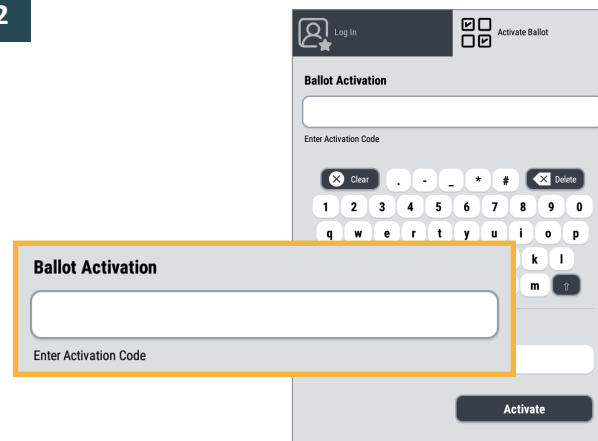 2
Log In
Activate Ballot
Ballot Activation
Enter Activation Code
Clear . - _ * # Delete
1 2 3 4 5 6 7 8 9 0
q w e r t y u i o p
k l
m ⇧
Ballot Activation
Enter Activation Code
Activate